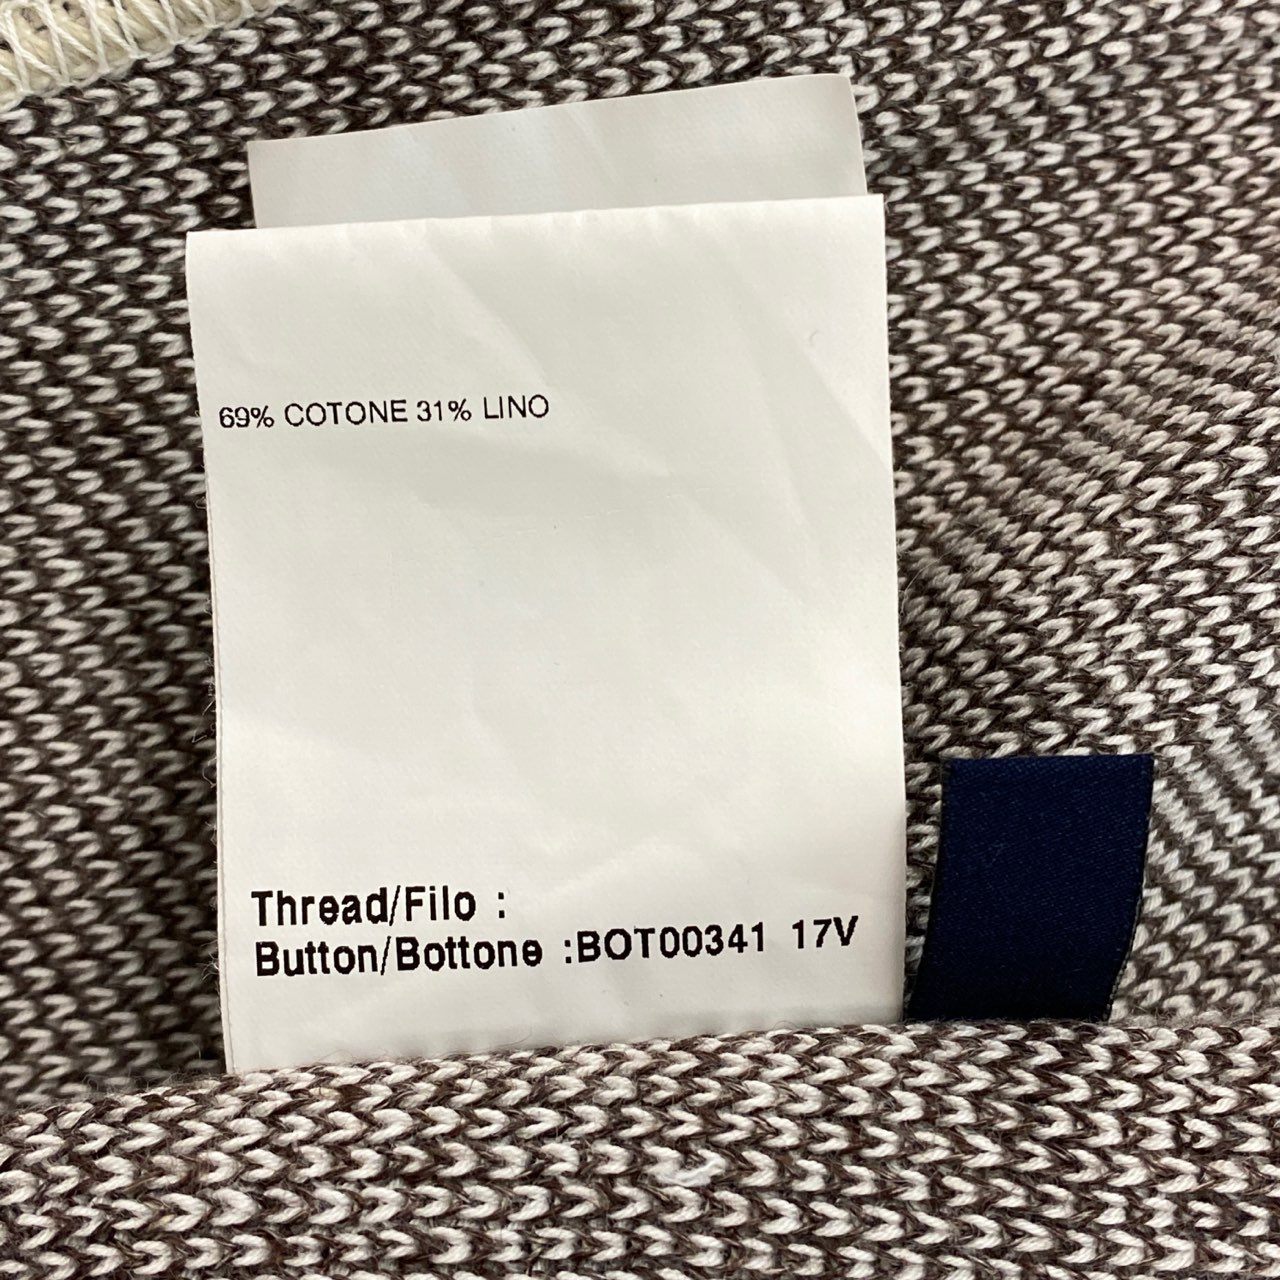 69% COTONE 31% LINO
Thread/Filo :
Button/Bottone :BOT00341 17V